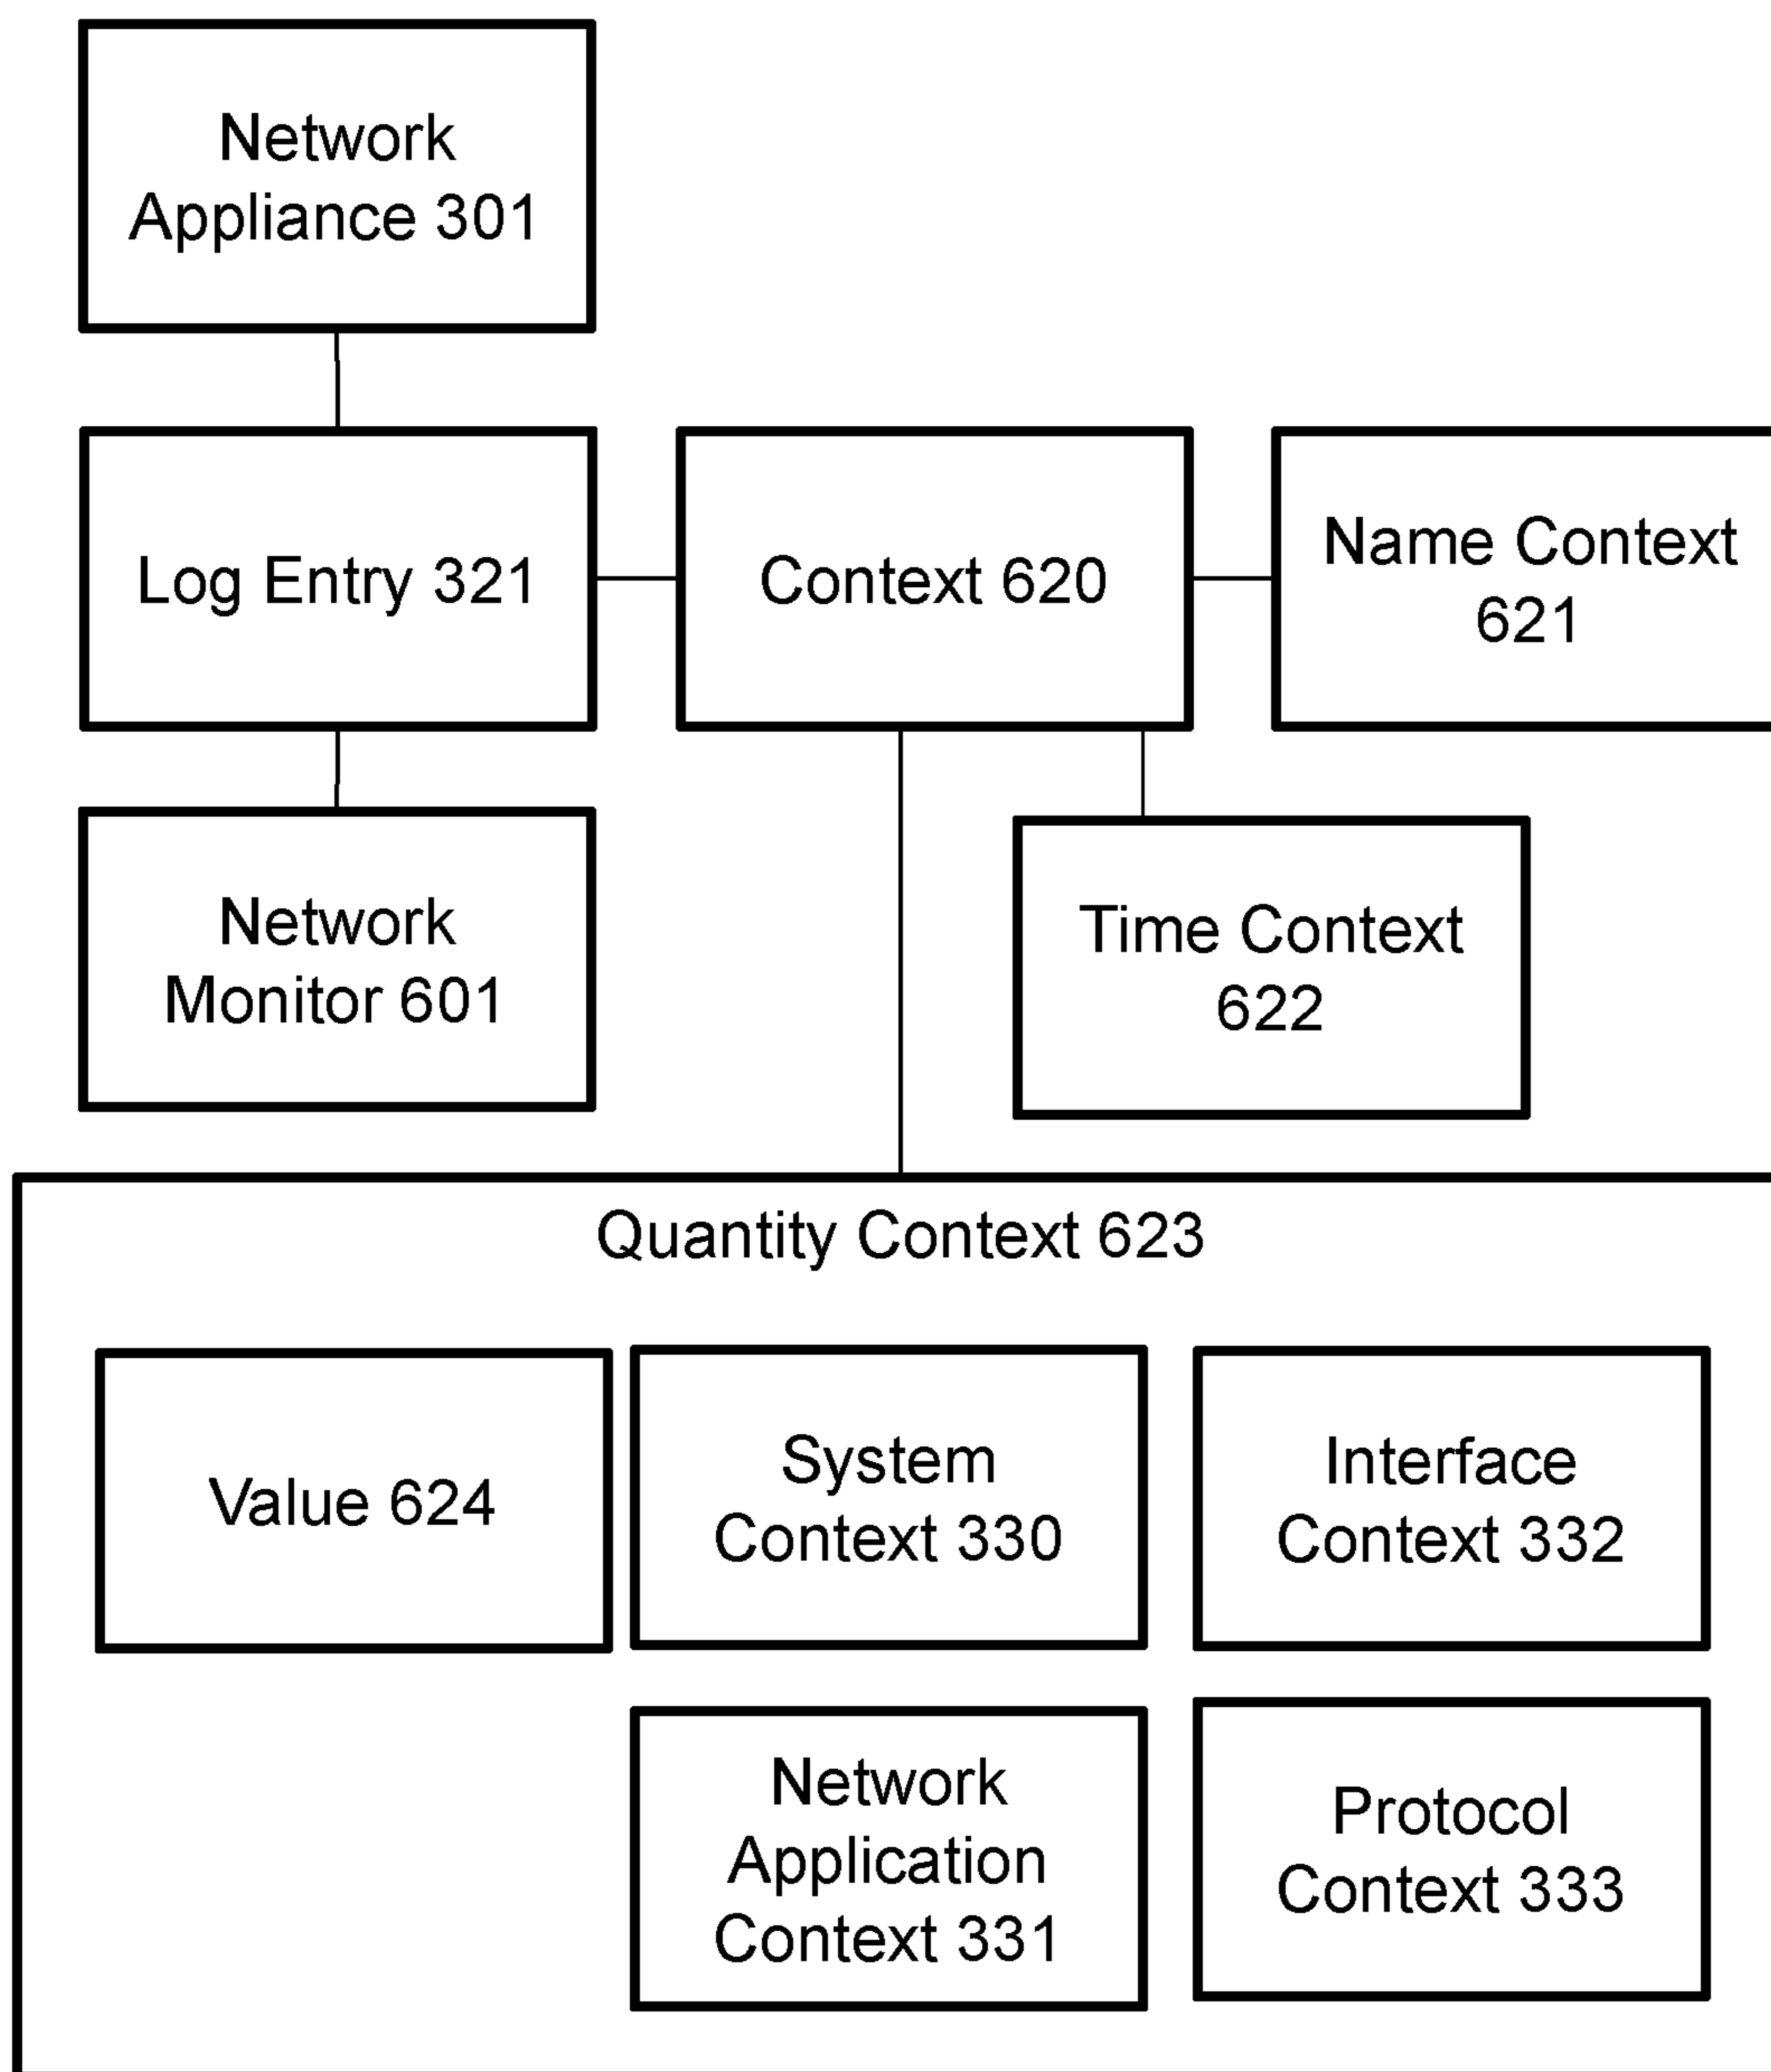 Network
Appliance 301
Log Entry 321
Context 620
Name Context
621
Network
Monitor 601
Time Context
622
Quantity Context 623
Value 624
System
Context 330
Interface
Context 332
Network
Application
Context 331
Protocol
Context 333